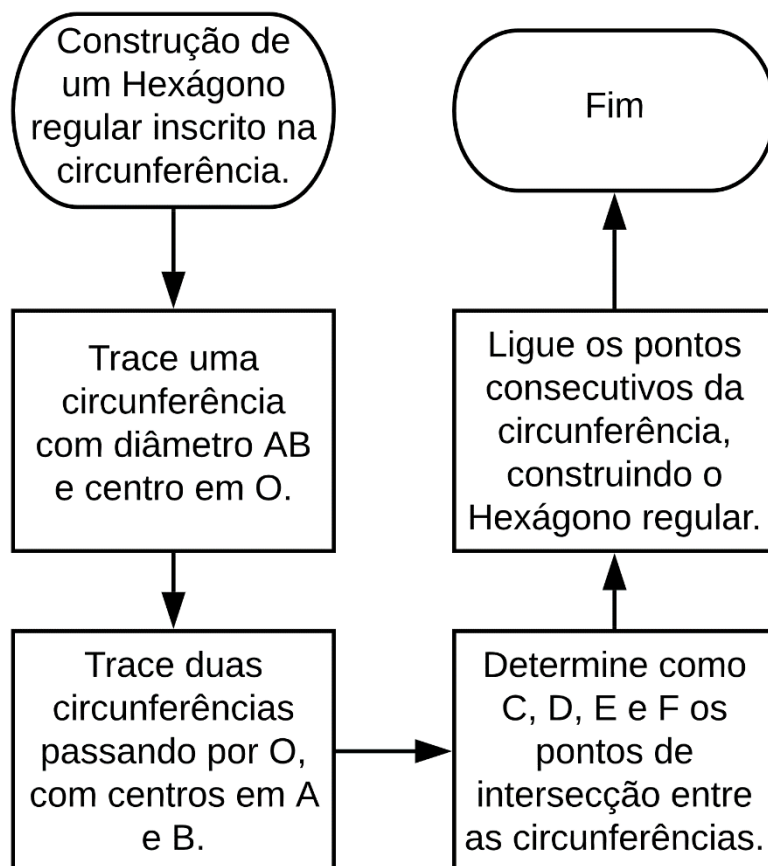 Construção de
um Hexágono
regular inscrito na
circunferência.
Trace uma
circunferência
com diâmetro AB
e centro em O.
Trace duas
circunferências
passando por O,
com centros em A
e B.
Determine como
C, D, E e F os
pontos de
intersecção entre
as circunferências.
Ligue os pontos
consecutivos da
circunferência,
construindo o
Hexágono regular.
Fim